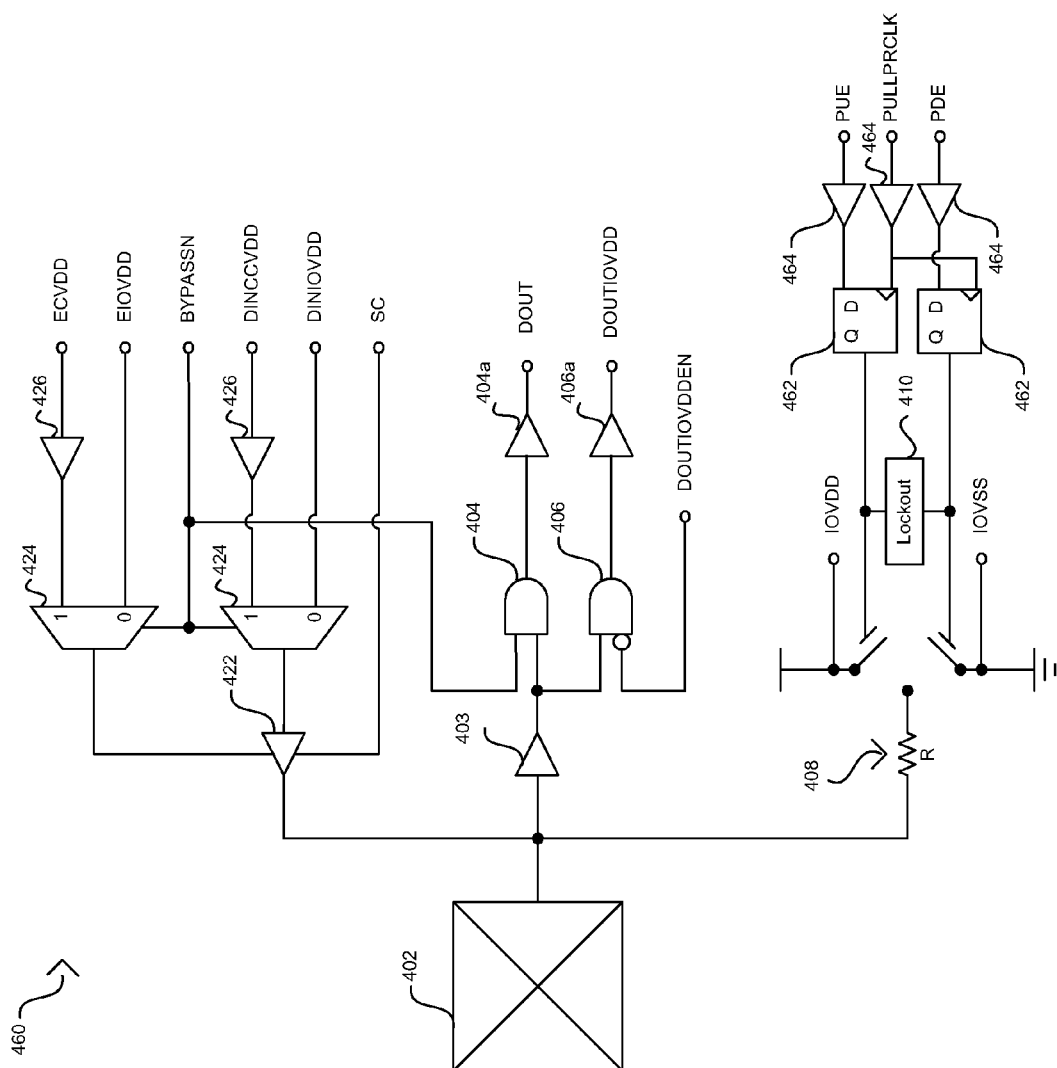 460
402
ECVDD
EIOVDD
BYPASSN
DINCCVDD
DINIOVDD
SC
426
426
424
424
1
0
1
0
422
DOUT
DOUTIOVDD
DOUTIOVDDEN
404a
406a
404
406
403
PUE
PULLPRCLK
PDE
464
464
464
Q D
Q D
462
462
410
Lockout
IOVDD
IOVSS
408
R